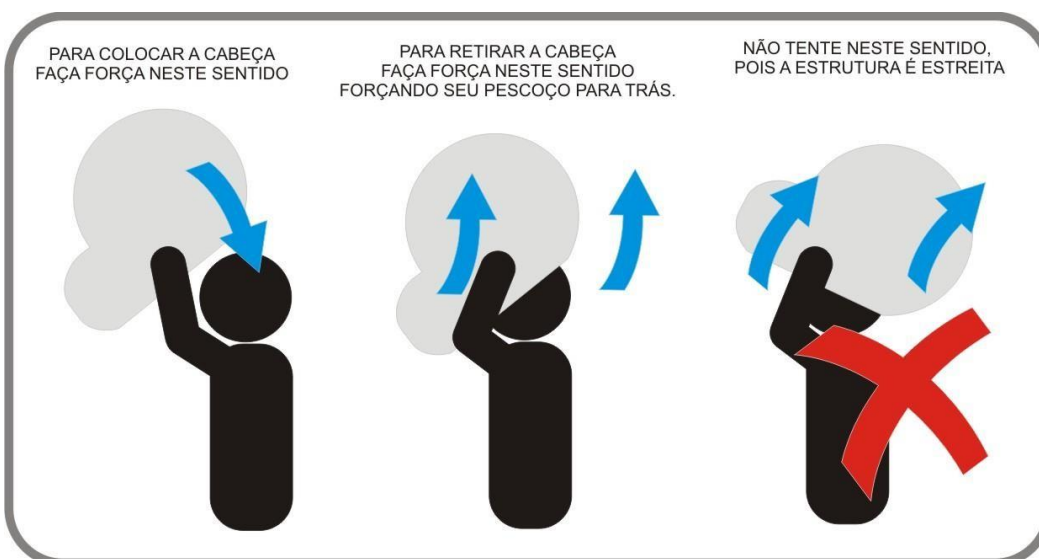 PARA COLOCAR A CABEÇA
FAÇA FORÇA NESTE SENTIDO
PARA RETIRAR A CABEÇA
FAÇA FORÇA NESTE SENTIDO
FORÇANDO SEU PESCOÇO PARA TRÁS.
NÃO TENTE NESTE SENTIDO,
POIS A ESTRUTURA É ESTREITA